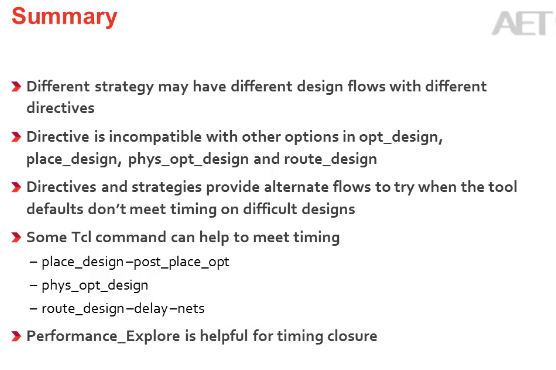 Summary
AET
Different strategy may have different design flows with different
directives
Directive is incompatible with other options in opt_design,
place_design, phys_opt_design and route_design
Directives and strategies provide alternate flows to try when the tool
defaults don't meet timing on difficult designs
Some Tcl command can help to meet timing
– place_design –post_place_opt
– phys_opt_design
– route_design –delay –nets
Performance_Explore is helpful for timing closure